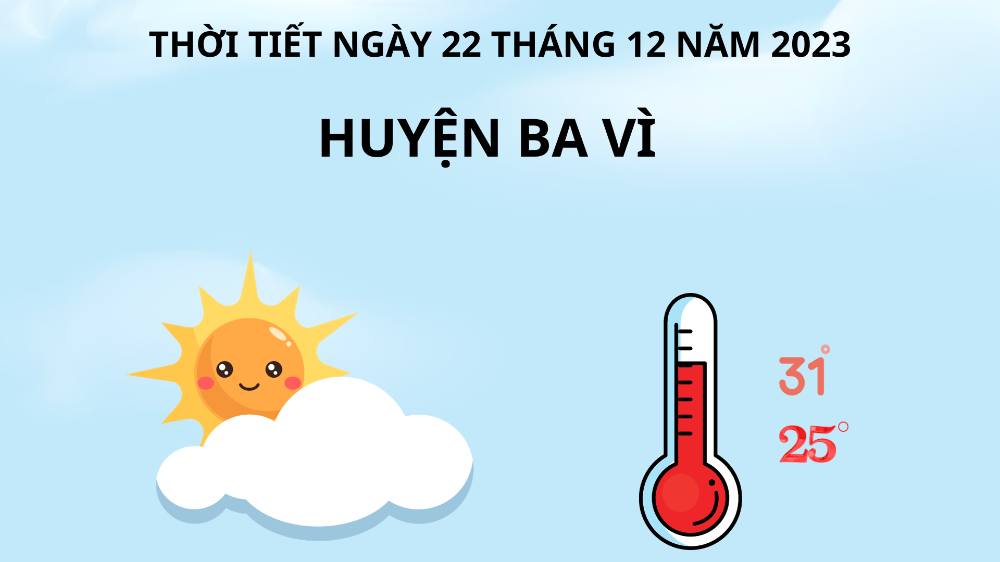 THỜI TIẾT NGÀY 22 THÁNG 12 NĂM 2023
HUYỆN BA VÌ
31°
25°